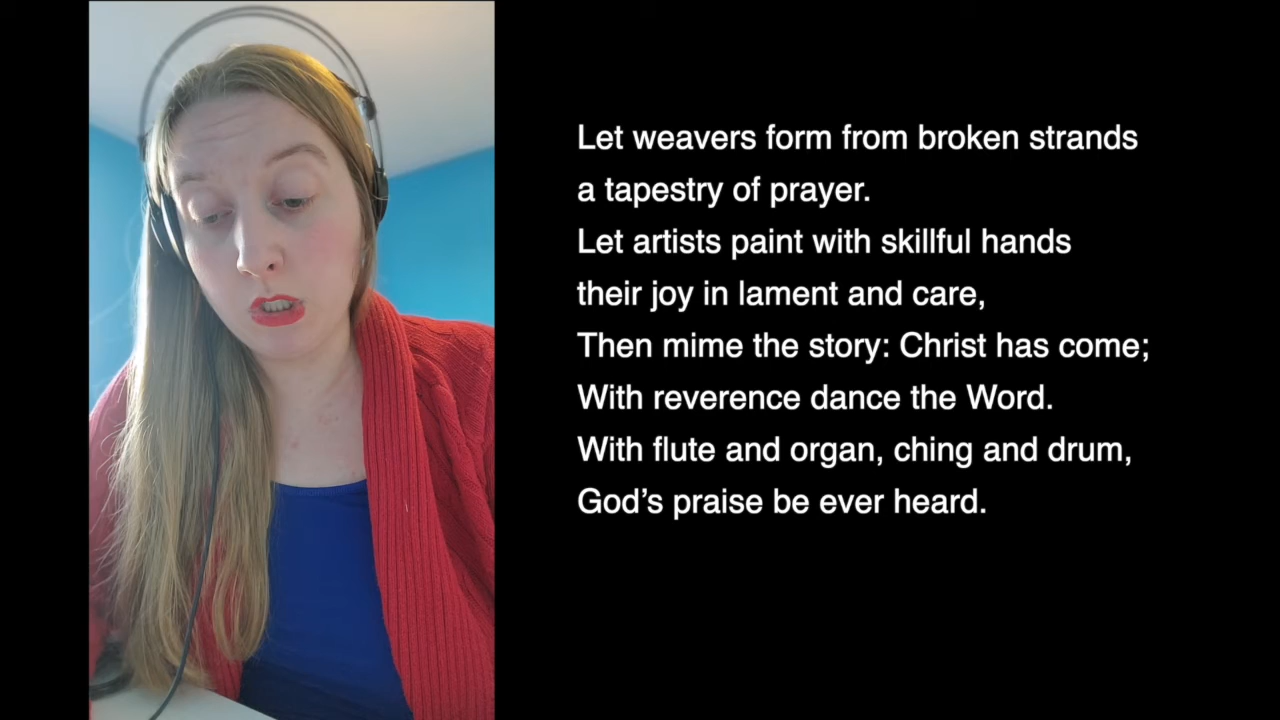 Let weavers form from broken strands
a tapestry of prayer.
Let artists paint with skillful hands
their joy in lament and care,
Then mime the story: Christ has come;
With reverence dance the Word.
With flute and organ, ching and drum,
God’s praise be ever heard.